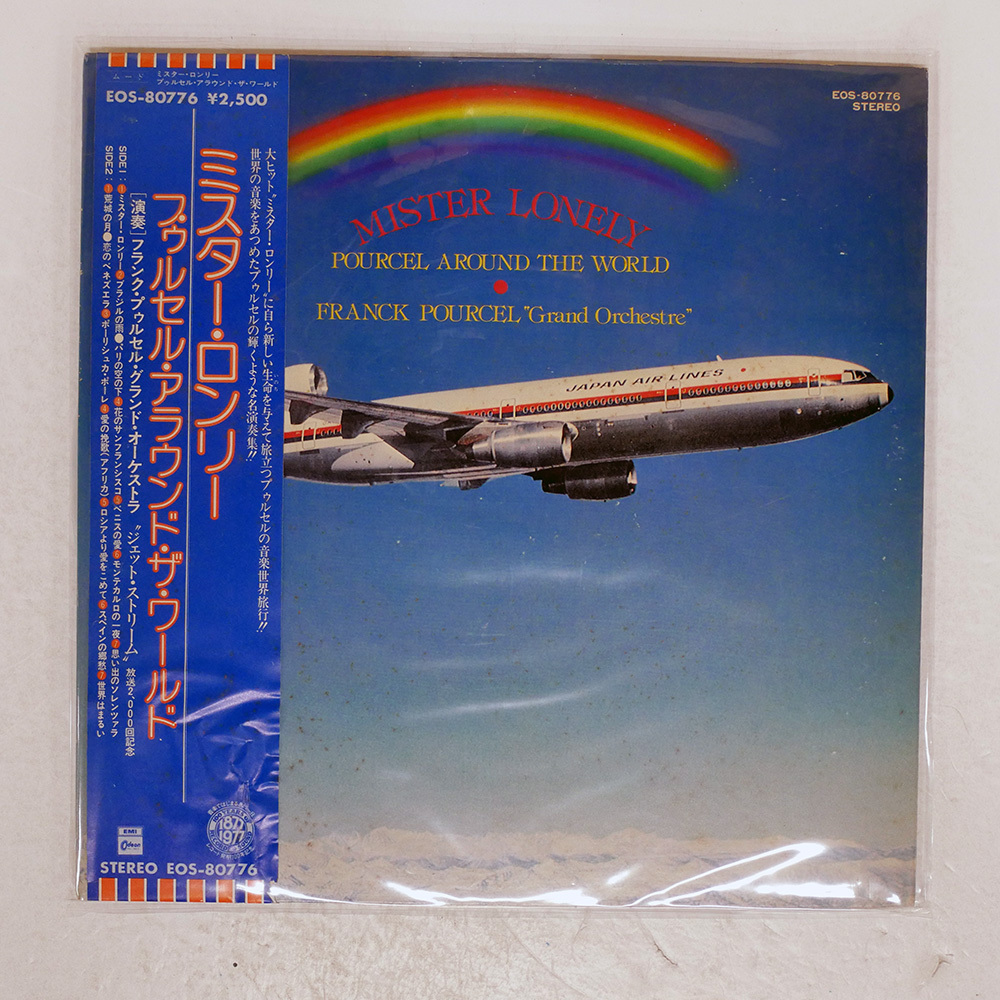 ムード
ミスター・ロンリー
プゥルセル・アラウンド・ザ・ワールド
EOS-80776 ¥2,500
大ヒット“ミスター・ロンリー”に自ら新しい生命を与えて旅立つプゥルセルの音楽世界旅行!!
いのち
世界の音楽をあつめたプゥルセルの輝くような名演奏集!!
ミスター・ロンリー
プゥルセル・アラウンド・ザ・ワールド
[演奏]フランク・プゥルセル・グランド・オーケストラ “ジェット・ストリーム”放送2,000回記念
SIDE1:①ミスター・ロンリー②ブラジルの雨●パリの空の下④花のサンフランシスコ⑤ベニスの愛⑥モンテカルロの一夜⑦思い出のソレンツァラ
SIDE2:①荒城の月●恋のベネズエラ③ポーリシュカ・ポーレ④愛の挽歌(アフリカ)⑤ロシアより愛をこめて⑥スペインの郷愁⑦世界はまるい
1877
1977
EMI
Odeon
STEREO EOS-80776
EOS-80776
STEREO
MISTER LONELY
POURCEL AROUND THE WORLD
FRANCK POURCEL "Grand Orchestre"
JAPAN AIR LINES